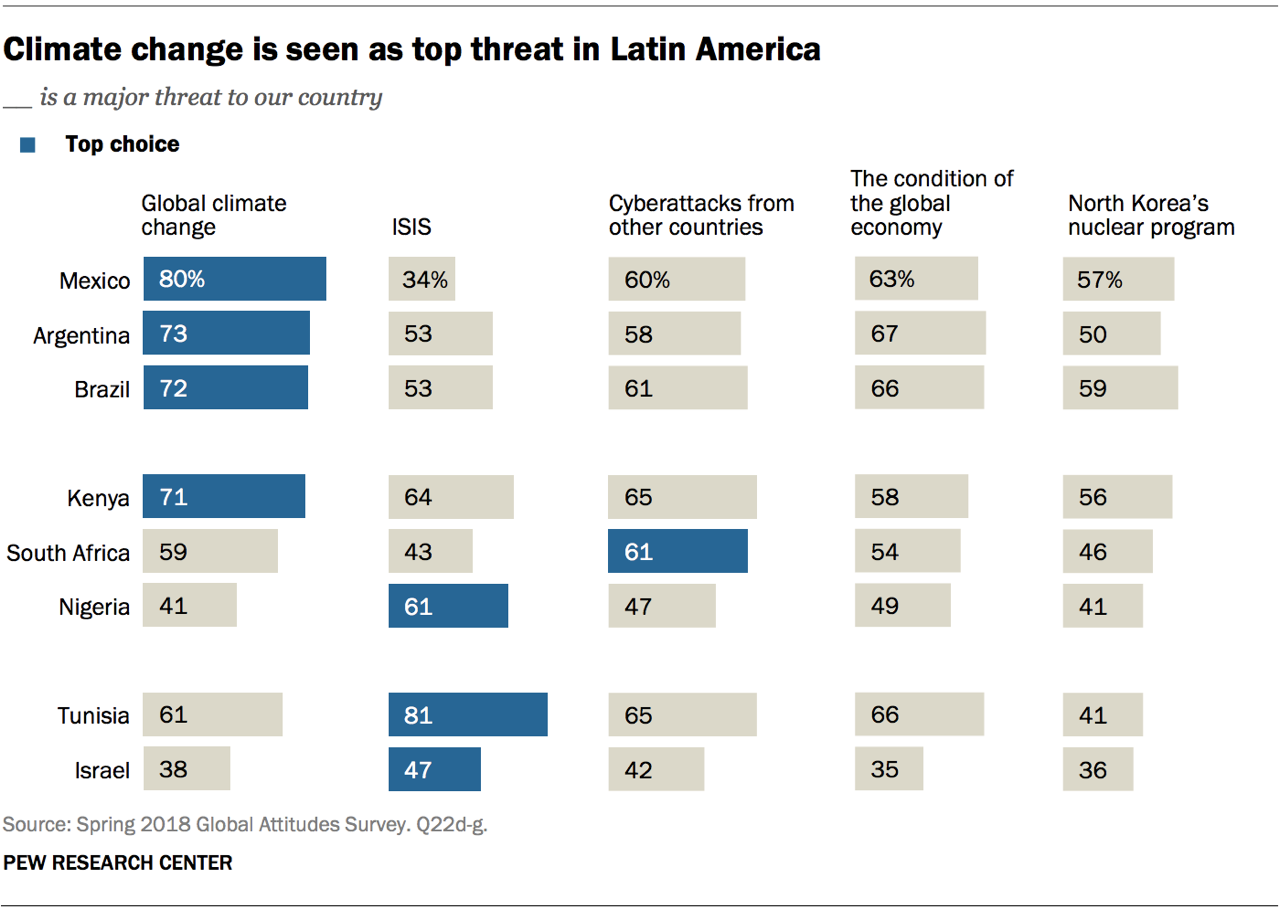 Climate change is seen as top threat in Latin America
__ is a major threat to our country
Top choice
Global climate change
ISIS
Cyberattacks from other countries
The condition of the global economy
North Korea's nuclear program
Mexico 80% 34% 60% 63% 57%
Argentina 73 53 58 67 50
Brazil 72 53 61 66 59
Kenya 71 64 65 58 56
South Africa 59 43 61 54 46
Nigeria 41 61 47 49 41
Tunisia 61 81 65 66 41
Israel 38 47 42 35 36
Source: Spring 2018 Global Attitudes Survey. Q22d-g.
PEW RESEARCH CENTER